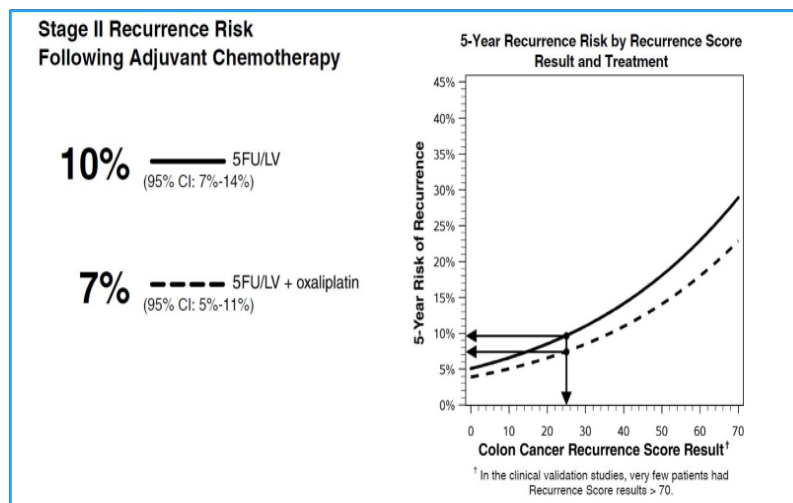 Stage II Recurrence Risk
Following Adjuvant Chemotherapy
10%
5FU/LV
(95% CI: 7%-14%)
7%
5FU/LV + oxaliplatin
(95% CI: 5%-11%)
5-Year Recurrence Risk by Recurrence Score
Result and Treatment
5-Year Risk of Recurrence
45%
40%
35%
30%
25%
20%
15%
10%
5%
0%
0 10 20 30 40 50 60 70
Colon Cancer Recurrence Score Result†
† In the clinical validation studies, very few patients had
Recurrence Score results > 70.